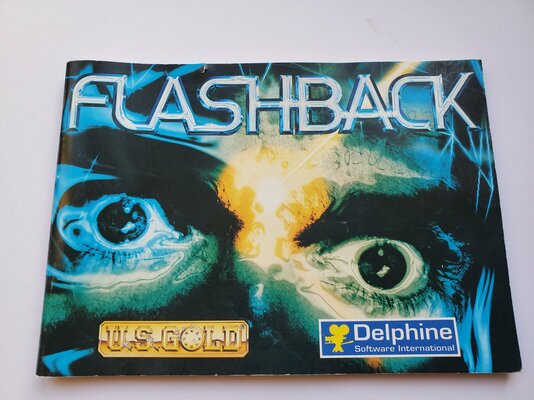 FLASHBACK
U.S. GOLD
Delphine
Software International